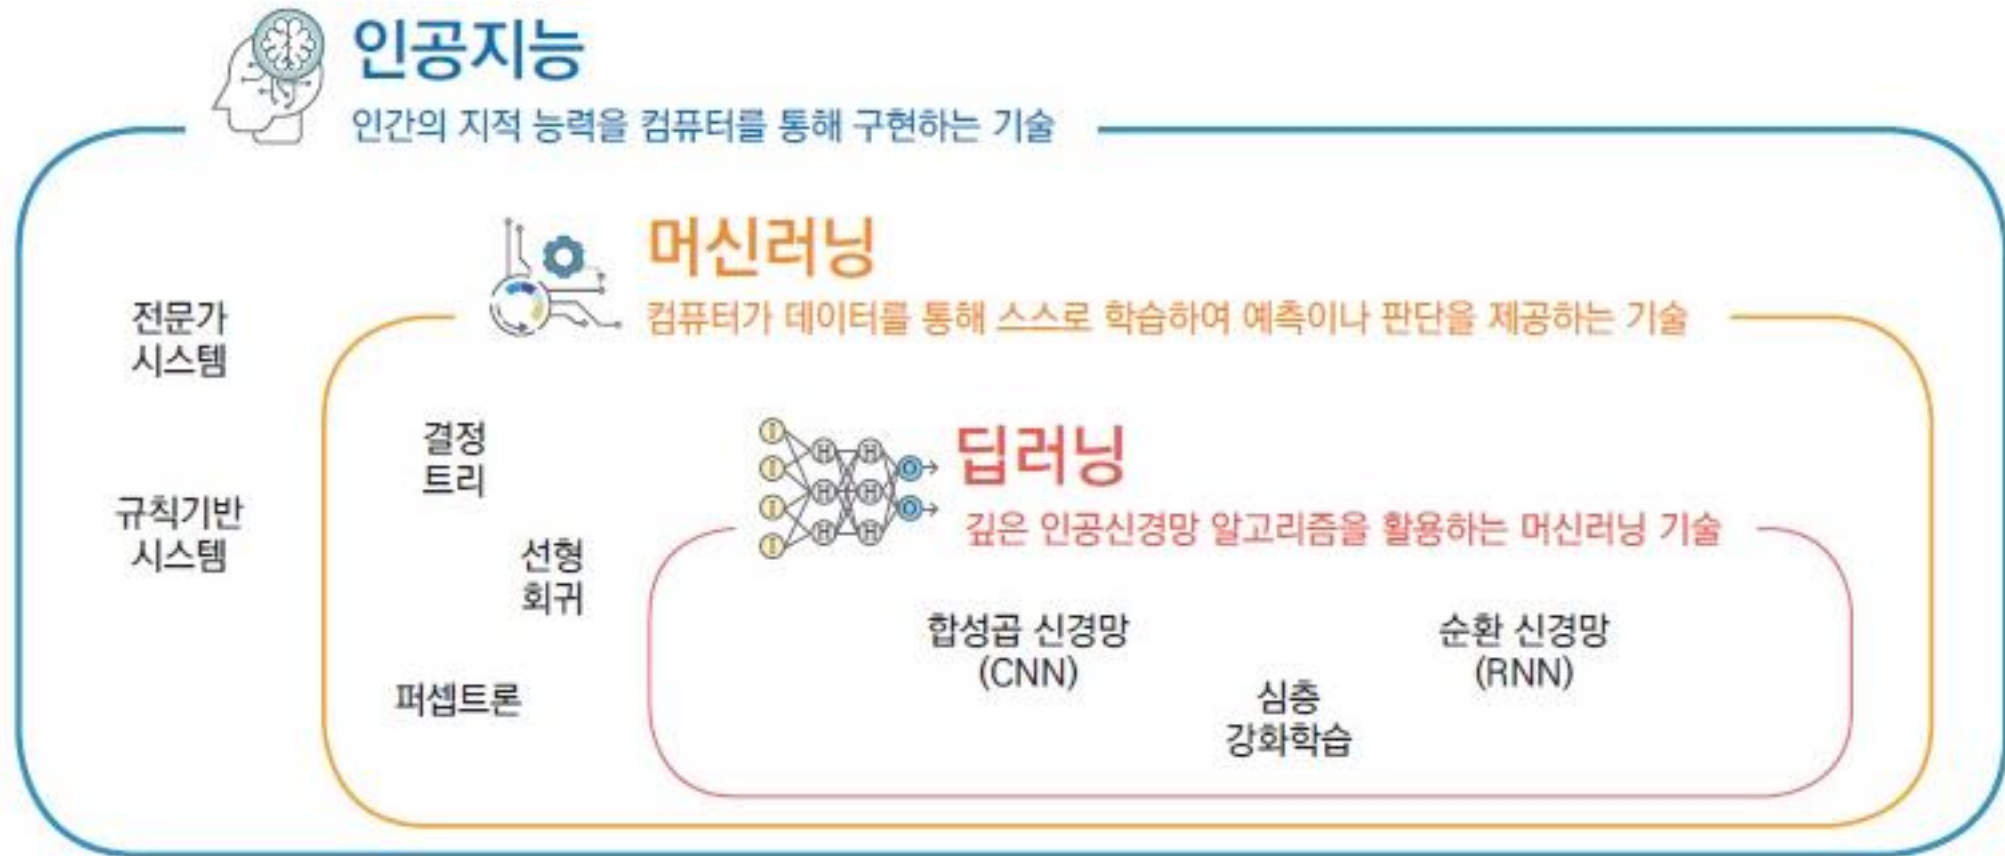 인공지능
인간의 지적 능력을 컴퓨터를 통해 구현하는 기술
머신러닝
컴퓨터가 데이터를 통해 스스로 학습하여 예측이나 판단을 제공하는 기술
전문가
시스템
규칙기반
시스템
결정
트리
선형
회귀
퍼셉트론
I
I
I
I
H
H
H
H
H
H
O
O
딥러닝
깊은 인공신경망 알고리즘을 활용하는 머신러닝 기술
합성곱 신경망
(CNN)
심층
강화학습
순환 신경망
(RNN)